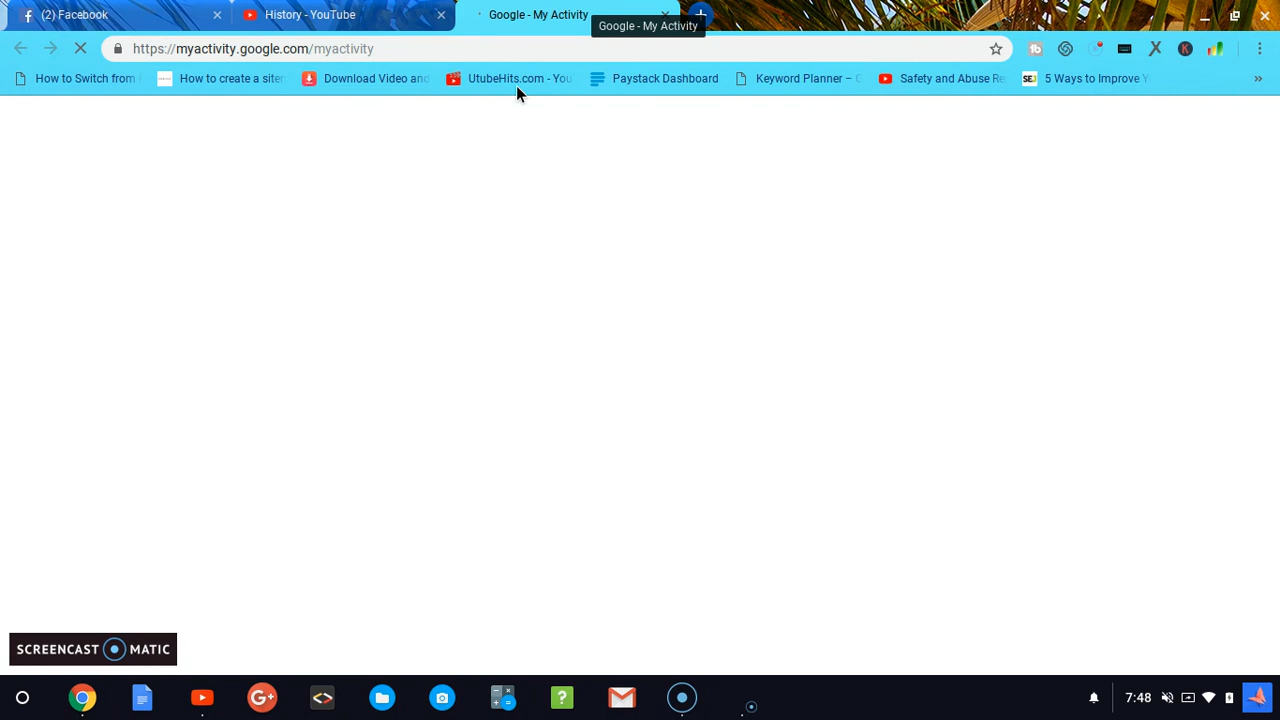 (2) Facebook
History - YouTube
Google - My Activity
Google - My Activity
https://myactivity.google.com/myactivity
How to Switch from
How to create a siten
Download Video and
UtubeHits.com - You
Paystack Dashboard
Keyword Planner – G
Safety and Abuse Re
SEJ
5 Ways to Improve Y
SCREENCAST MATIC
7:48